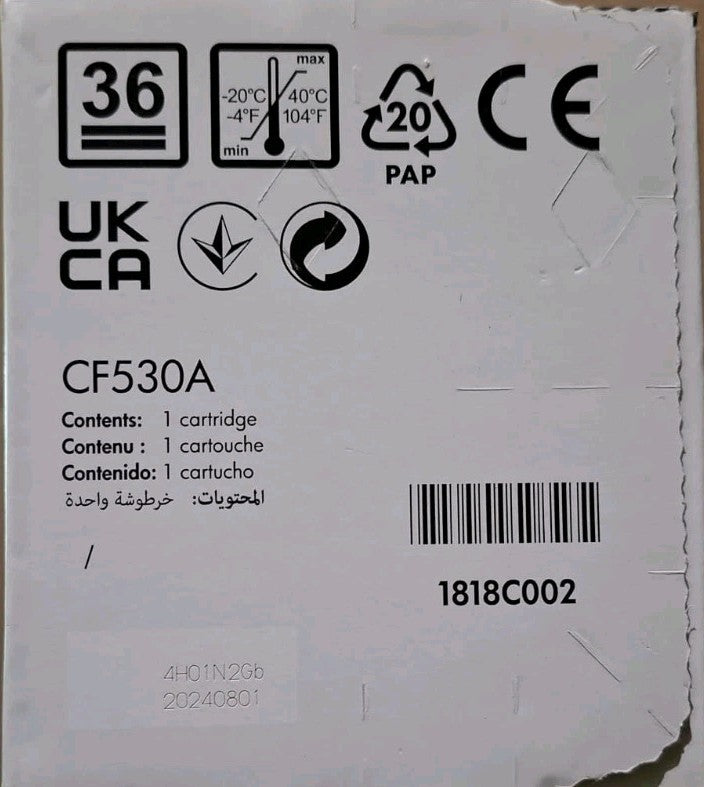 36
max
-20°C 40°C
-4°F 104°F
min
20
PAP
CE
UK
CA
CF530A
Contents: 1 cartridge
Contenu : 1 cartouche
Contenido: 1 cartucho
المحتويات: خرطوشة واحدة
/
1818C002
4H01N2Gb
20240801